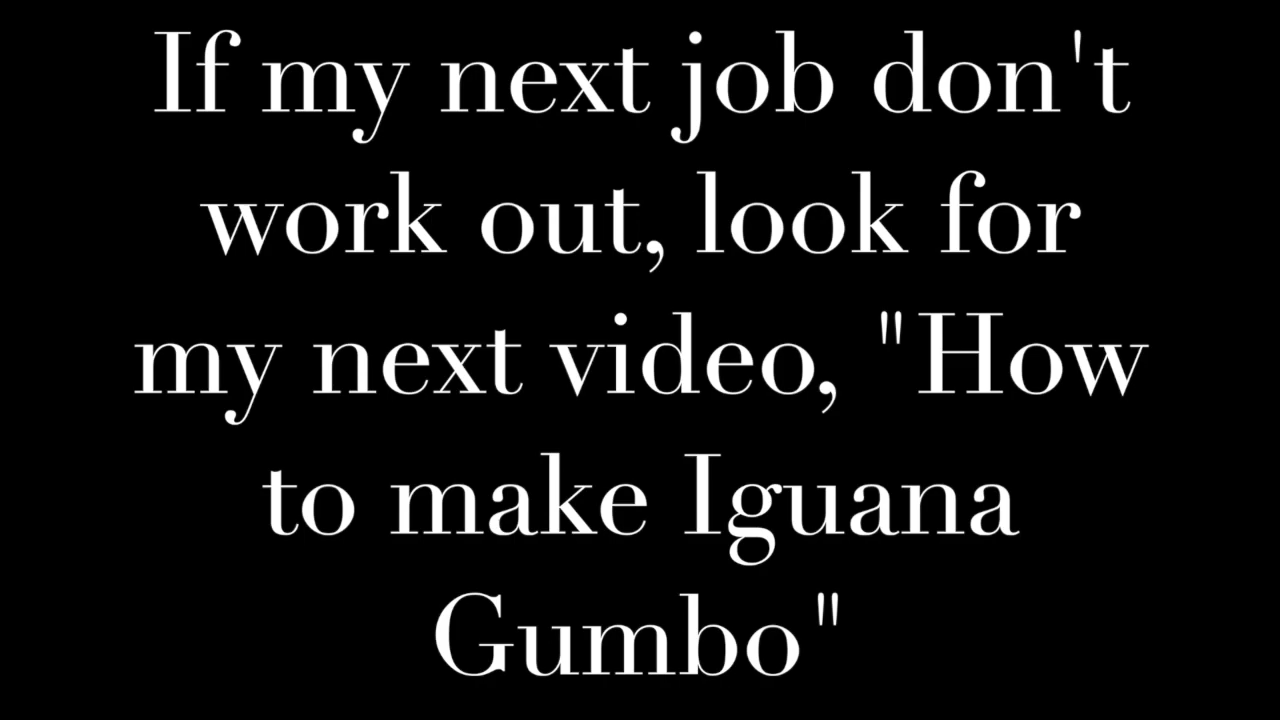 If my next job don't
work out, look for
my next video, "How
to make Iguana
Gumbo"